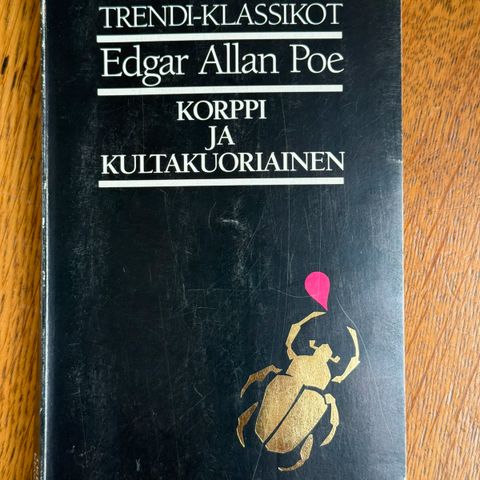 TRENDI-KLASSIKOT
Edgar Allan Poe
KORPPI
JA
KULTAKUORIAINEN